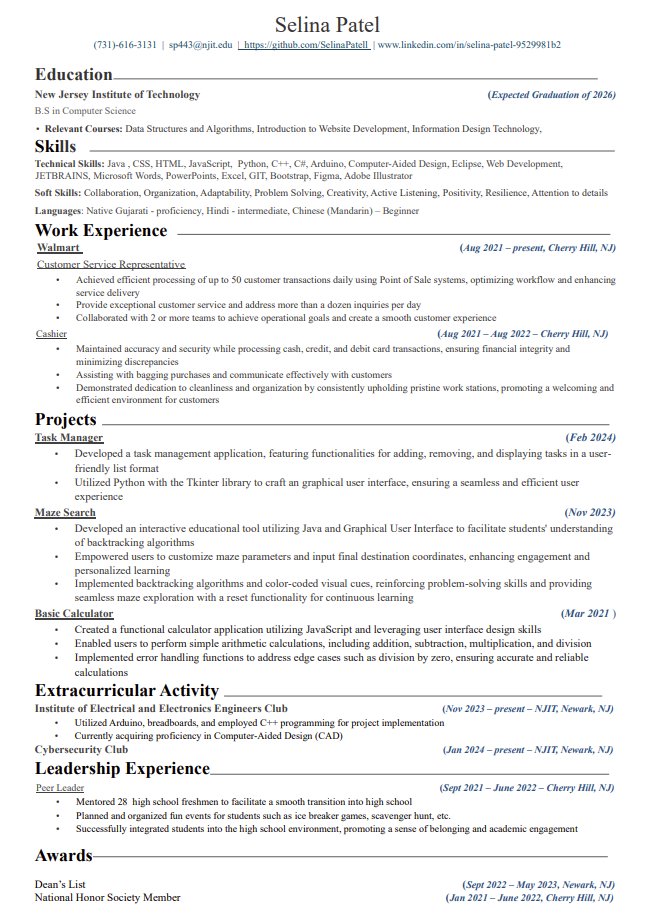 Selina Patel
(731)-616-3131 | sp443@njit.edu | https://github.com/SelinaPatell | www.linkedin.com/in/selina-patel-9529981b2
Education
New Jersey Institute of Technology (Expected Graduation of 2026)
B.S in Computer Science
• Relevant Courses: Data Structures and Algorithms, Introduction to Website Development, Information Design Technology,
Skills
Technical Skills: Java , CSS, HTML, JavaScript, Python, C++, C#, Arduino, Computer-Aided Design, Eclipse, Web Development,
JETBRAINS, Microsoft Words, PowerPoints, Excel, GIT, Bootstrap, Figma, Adobe Illustrator
Soft Skills: Collaboration, Organization, Adaptability, Problem Solving, Creativity, Active Listening, Positivity, Resilience, Attention to details
Languages: Native Gujarati - proficiency, Hindi - intermediate, Chinese (Mandarin) – Beginner
Work Experience
Walmart (Aug 2021 – present, Cherry Hill, NJ)
Customer Service Representative
• Achieved efficient processing of up to 50 customer transactions daily using Point of Sale systems, optimizing workflow and enhancing
service delivery
• Provide exceptional customer service and address more than a dozen inquiries per day
• Collaborated with 2 or more teams to achieve operational goals and create a smooth customer experience
Cashier (Aug 2021 – Aug 2022 – Cherry Hill, NJ)
• Maintained accuracy and security while processing cash, credit, and debit card transactions, ensuring financial integrity and
minimizing discrepancies
• Assisting with bagging purchases and communicate effectively with customers
• Demonstrated dedication to cleanliness and organization by consistently upholding pristine work stations, promoting a welcoming and
efficient environment for customers
Projects
Task Manager (Feb 2024)
• Developed a task management application, featuring functionalities for adding, removing, and displaying tasks in a user-
friendly list format
• Utilized Python with the Tkinter library to craft an graphical user interface, ensuring a seamless and efficient user
experience
Maze Search (Nov 2023)
• Developed an interactive educational tool utilizing Java and Graphical User Interface to facilitate students' understanding
of backtracking algorithms
• Empowered users to customize maze parameters and input final destination coordinates, enhancing engagement and
personalized learning
• Implemented backtracking algorithms and color-coded visual cues, reinforcing problem-solving skills and providing
seamless maze exploration with a reset functionality for continuous learning
Basic Calculator (Mar 2021 )
• Created a functional calculator application utilizing JavaScript and leveraging user interface design skills
• Enabled users to perform simple arithmetic calculations, including addition, subtraction, multiplication, and division
• Implemented error handling functions to address edge cases such as division by zero, ensuring accurate and reliable
calculations
Extracurricular Activity
Institute of Electrical and Electronics Engineers Club (Nov 2023 – present – NJIT, Newark, NJ)
• Utilized Arduino, breadboards, and employed C++ programming for project implementation
• Currently acquiring proficiency in Computer-Aided Design (CAD)
Cybersecurity Club (Jan 2024 – present – NJIT, Newark, NJ)
Leadership Experience
Peer Leader (Sept 2021 – June 2022 – Cherry Hill, NJ)
• Mentored 28 high school freshmen to facilitate a smooth transition into high school
• Planned and organized fun events for students such as ice breaker games, scavenger hunt, etc.
• Successfully integrated students into the high school environment, promoting a sense of belonging and academic engagement
Awards
Dean’s List (Sept 2022 – May 2023, Newark, NJ)
National Honor Society Member (Jan 2021 – June 2022, Cherry Hill, NJ)